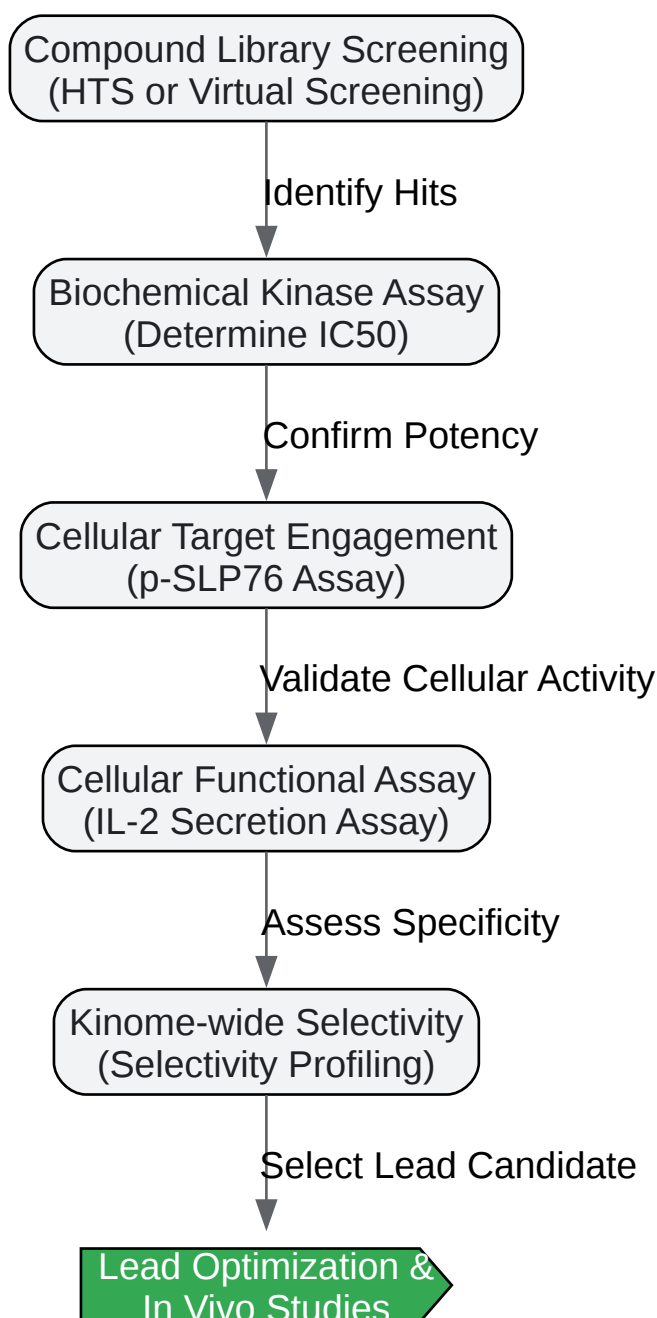 Compound Library Screening
(HTS or Virtual Screening)
Identify Hits
Biochemical Kinase Assay
(Determine IC50)
Confirm Potency
Cellular Target Engagement
(p-SLP76 Assay)
Validate Cellular Activity
Cellular Functional Assay
(IL-2 Secretion Assay)
Assess Specificity
Kinome-wide Selectivity
(Selectivity Profiling)
Select Lead Candidate
Lead Optimization &
In Vivo Studies